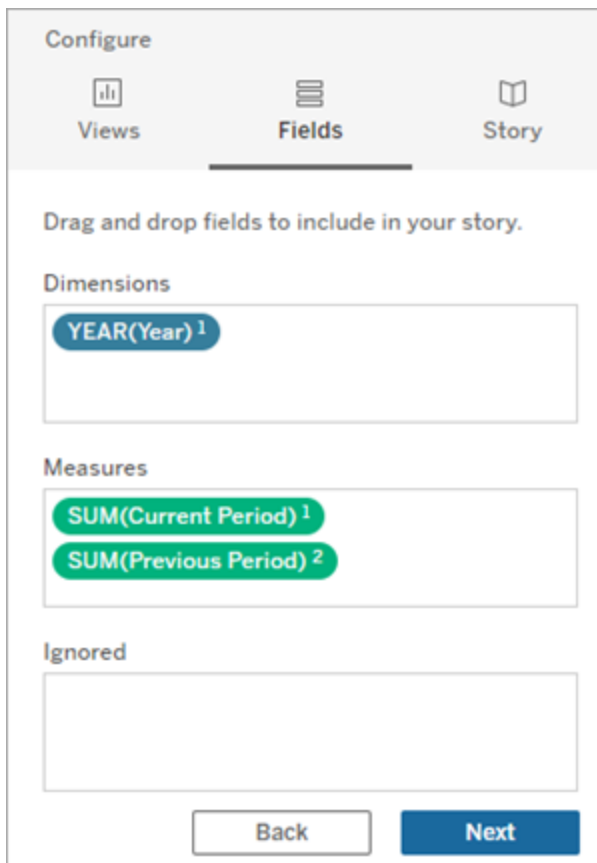 Configure
Views Fields Story
Drag and drop fields to include in your story.
Dimensions
YEAR(Year) 1
Measures
SUM(Current Period) 1
SUM(Previous Period) 2
Ignored
Back Next